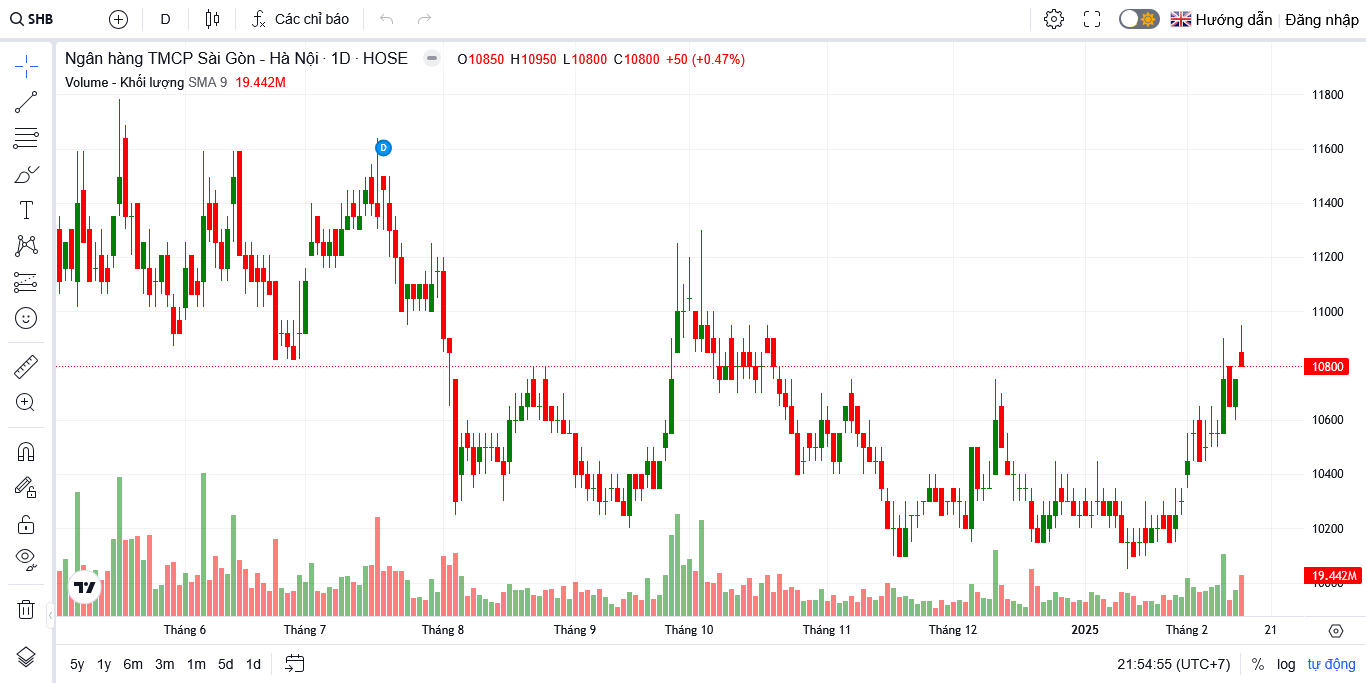 SHB D Các chỉ báo Hướng dẫn Đăng nhập
Ngân hàng TMCP Sài Gòn - Hà Nội · 1D · HOSE O10850 H10950 L10800 C10800 +50 (+0.47%)
Volume - Khối lượng SMA 9 19.442M
11800
D
11600
11400
11200
11000
10800
10600
10400
10200
19.442M
Tháng 6 Tháng 7 Tháng 8 Tháng 9 Tháng 10 Tháng 11 Tháng 12 2025 Tháng 2 21
5y 1y 6m 3m 1m 5d 1d 21:54:55 (UTC+7) % log tự động